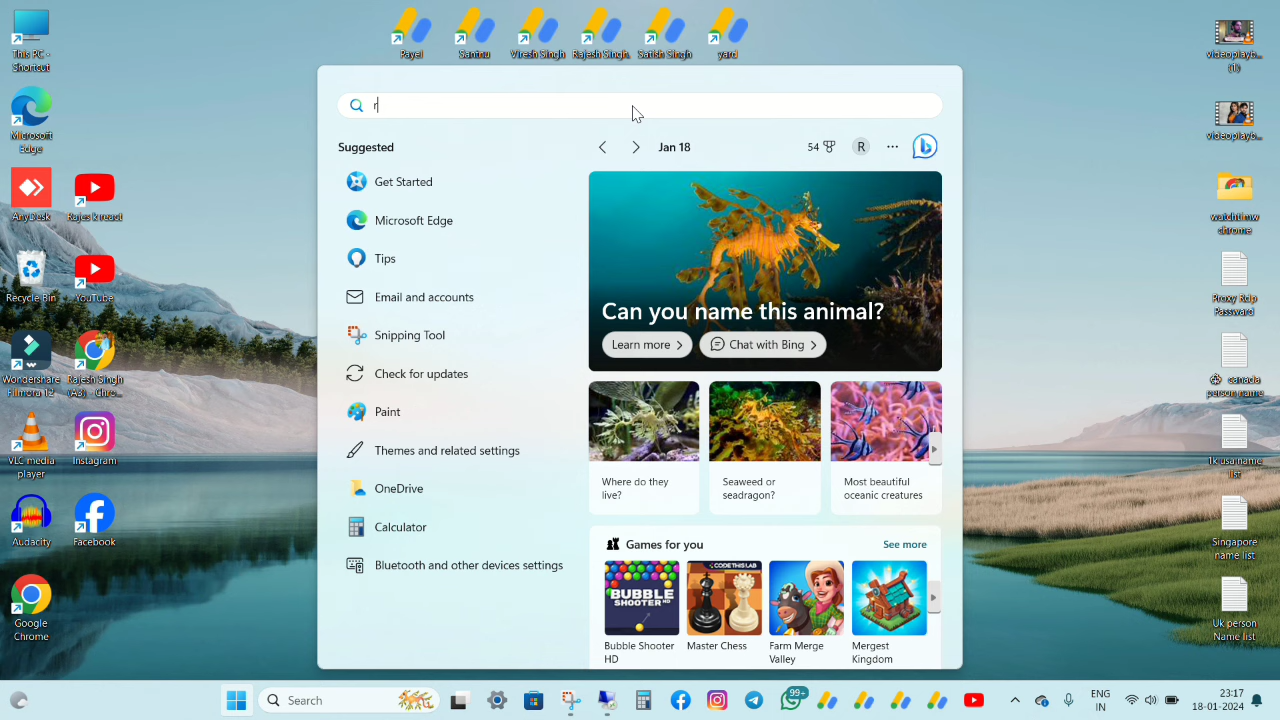 This PC -
Shortcut
Payel
Santnu
Viresh Singh
Rajesh Singh.
Satish Singh
yard
videoplayb...
(1)
r
Microsoft
Edge
videoplayb...
Suggested
Jan 18
54
R
Get Started
AnyDesk
Microsoft Edge
Tips
Can you name this animal?
Learn more
Chat with Bing
Recycle Bin
YouTube
Email and accounts
Snipping Tool
chrome
Proxy Rdp
Password
Check for updates
Wondershare
Filmora 12
Rajesh Singh
canada
person name
Paint
Themes and related settings
VLC media
player
Instagram
OneDrive
Where do they
live?
Seaweed or
seadragon?
Most beautiful
oceanic creatures
list
Audacity
Facebook
Calculator
Games for you
See more
Singapore
name list
Bluetooth and other devices settings
BUBBLE
SHOOTER HD
CODETHISLAB
Google
Chrome
Bubble Shooter
HD
Master Chess
Farm Merge
Valley
Mergest
Kingdom
Uk person
Name list
Search
99+
ENG
IN
23:17
18-01-2024